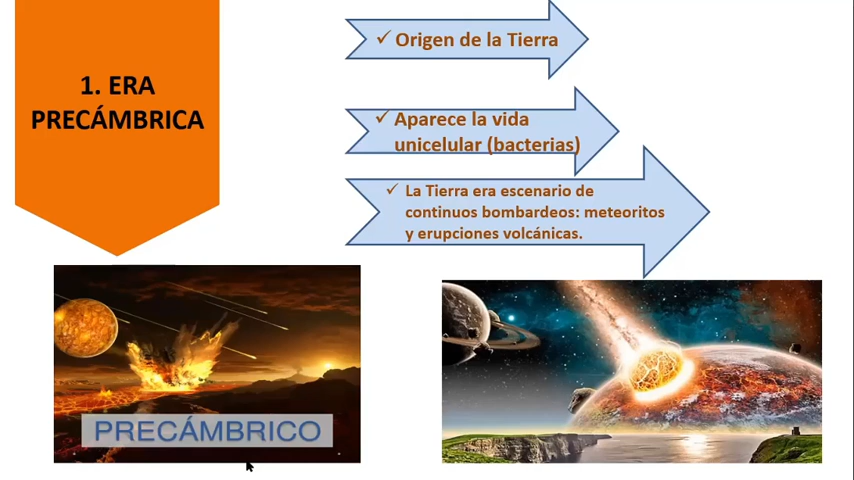 1. ERA
PRECÁMBRICA
✓ Origen de la Tierra
✓ Aparece la vida
unicelular (bacterias)
✓ La Tierra era escenario de
continuos bombardeos: meteoritos
y erupciones volcánicas.
PRECÁMBRICO